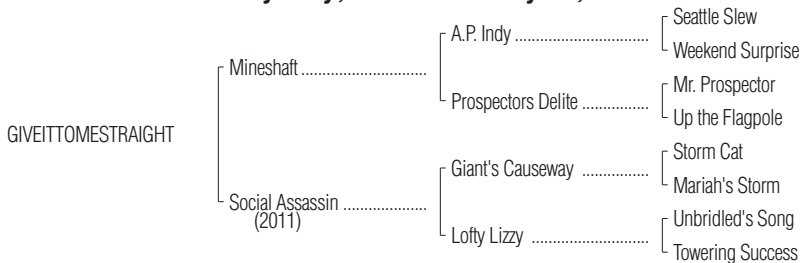 Seattle Slew
A.P. Indy ................................
Weekend Surprise
Mineshaft ..............................
Mr. Prospector
Prospectors Delite ................
Up the Flagpole
GIVEITTOMESTRAIGHT
Storm Cat
Giant's Causeway ................
Mariah's Storm
Social Assassin ....................
(2011)
Unbridled's Song
Lofty Lizzy ............................
Towering Success